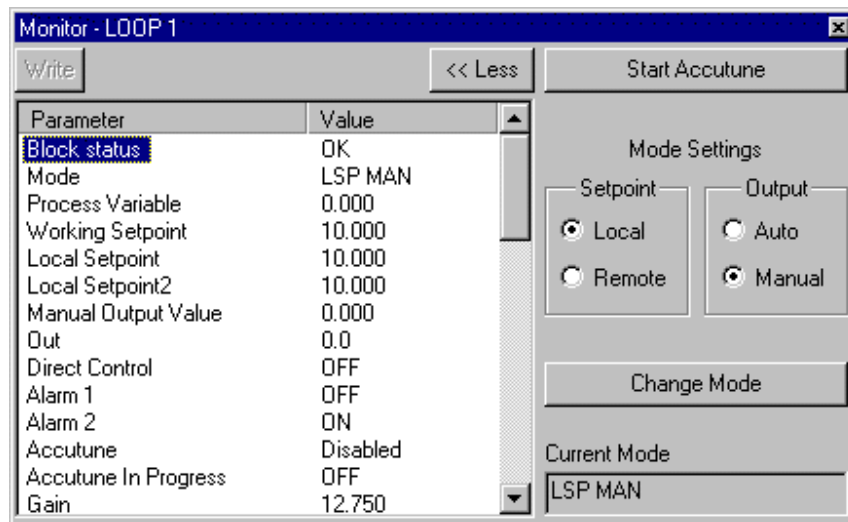 Monitor - LOOP 1
Write
<< Less
Start Accutune
Parameter Value
Block status OK
Mode LSP MAN
Process Variable 0.000
Working Setpoint 10.000
Local Setpoint 10.000
Local Setpoint2 10.000
Manual Output Value 0.000
Out 0.0
Direct Control OFF
Alarm 1 OFF
Alarm 2 ON
Accutune Disabled
Accutune In Progress OFF
Gain 12.750
Mode Settings
Setpoint
Local
Remote
Output
Auto
Manual
Change Mode
Current Mode
LSP MAN